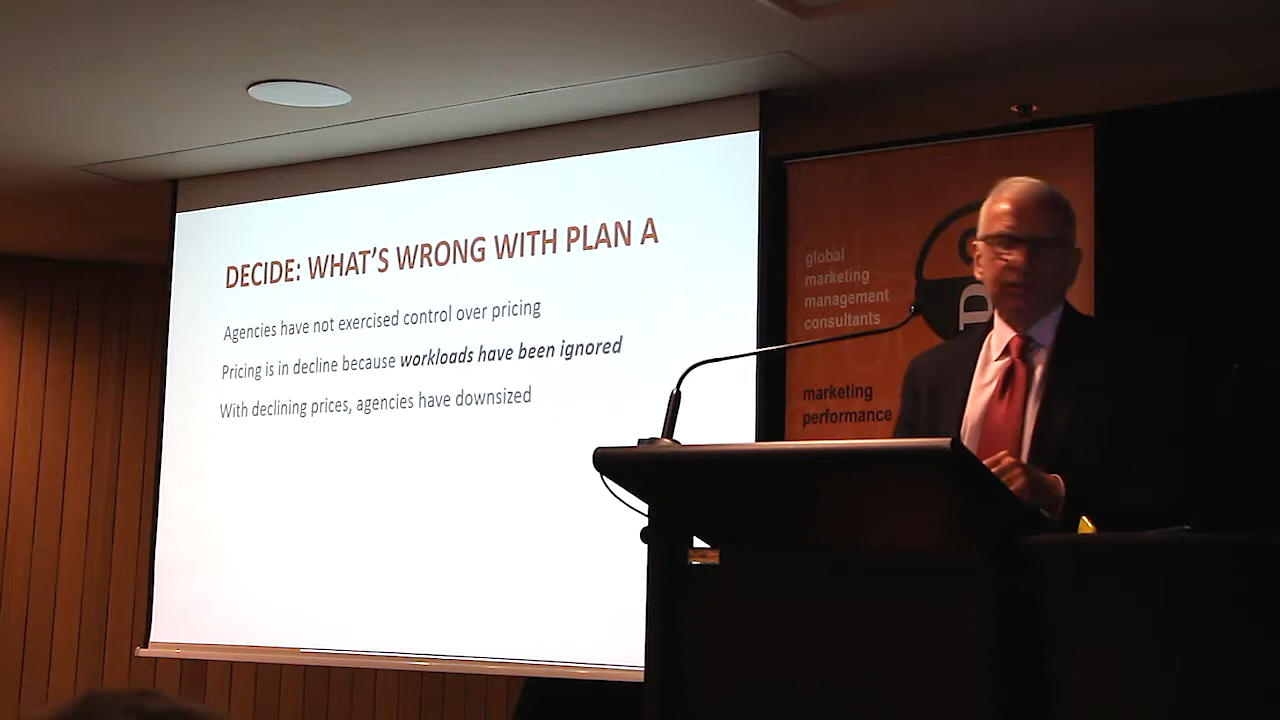 DECIDE: WHAT'S WRONG WITH PLAN A
Agencies have not exercised control over pricing
Pricing is in decline because workloads have been ignored
With declining prices, agencies have downsized
global
marketing
management
consultants
marketing
performance